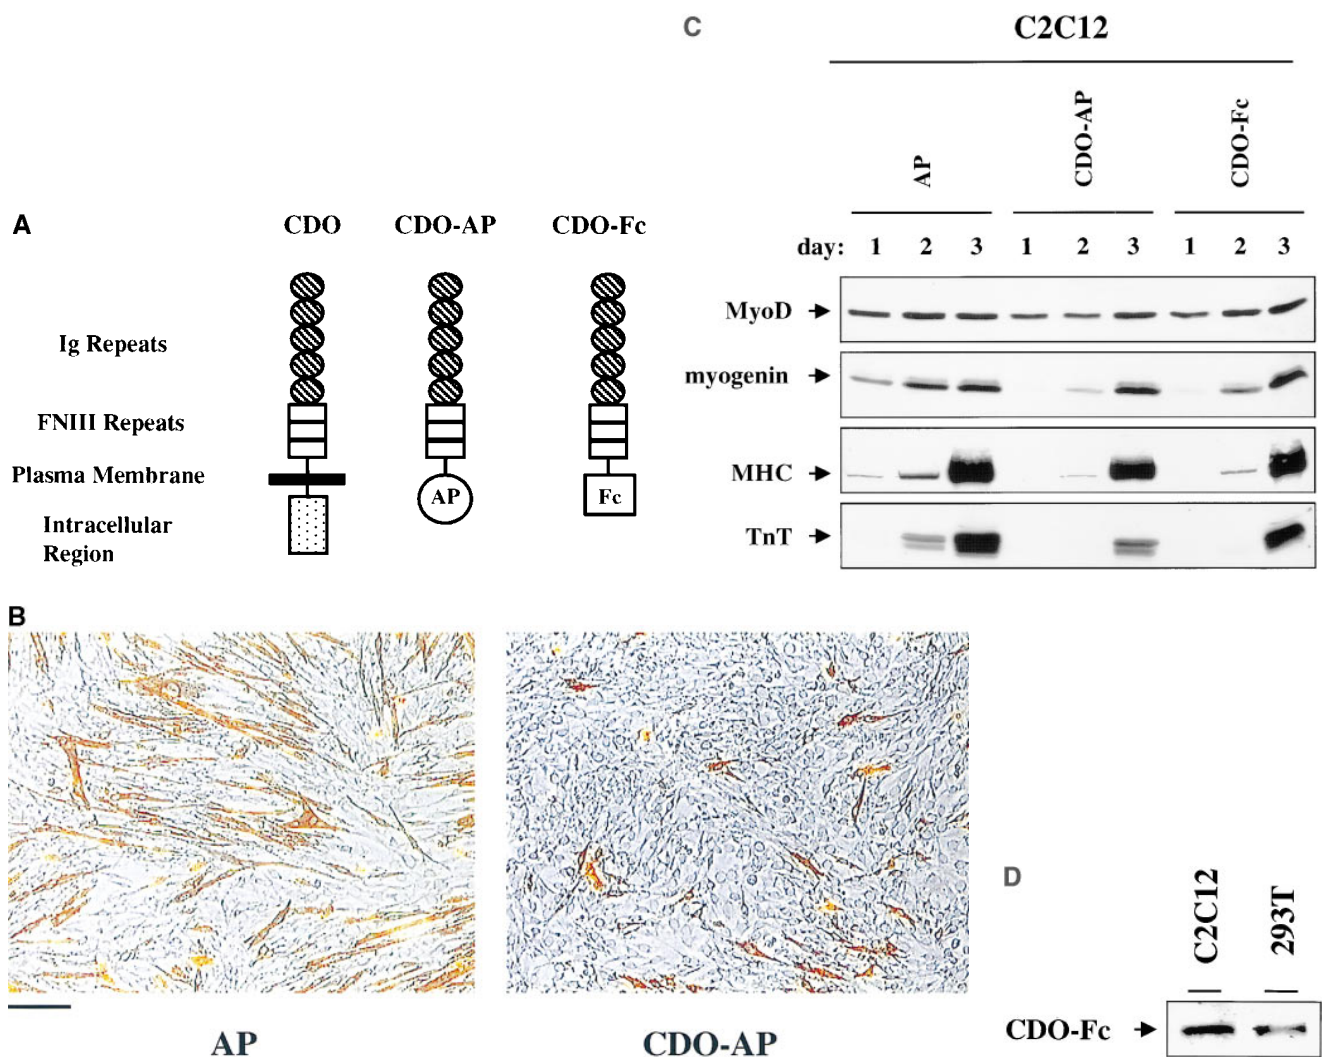 A
CDO CDO-AP CDO-Fc
Ig Repeats
FNIII Repeats
Plasma Membrane
Intracellular
Region
AP
Fc
B
AP CDO-AP
C
C2C12
AP CDO-AP CDO-Fc
day: 1 2 3 1 2 3 1 2 3
MyoD
myogenin
MHC
TnT
D
C2C12 293T
CDO-Fc